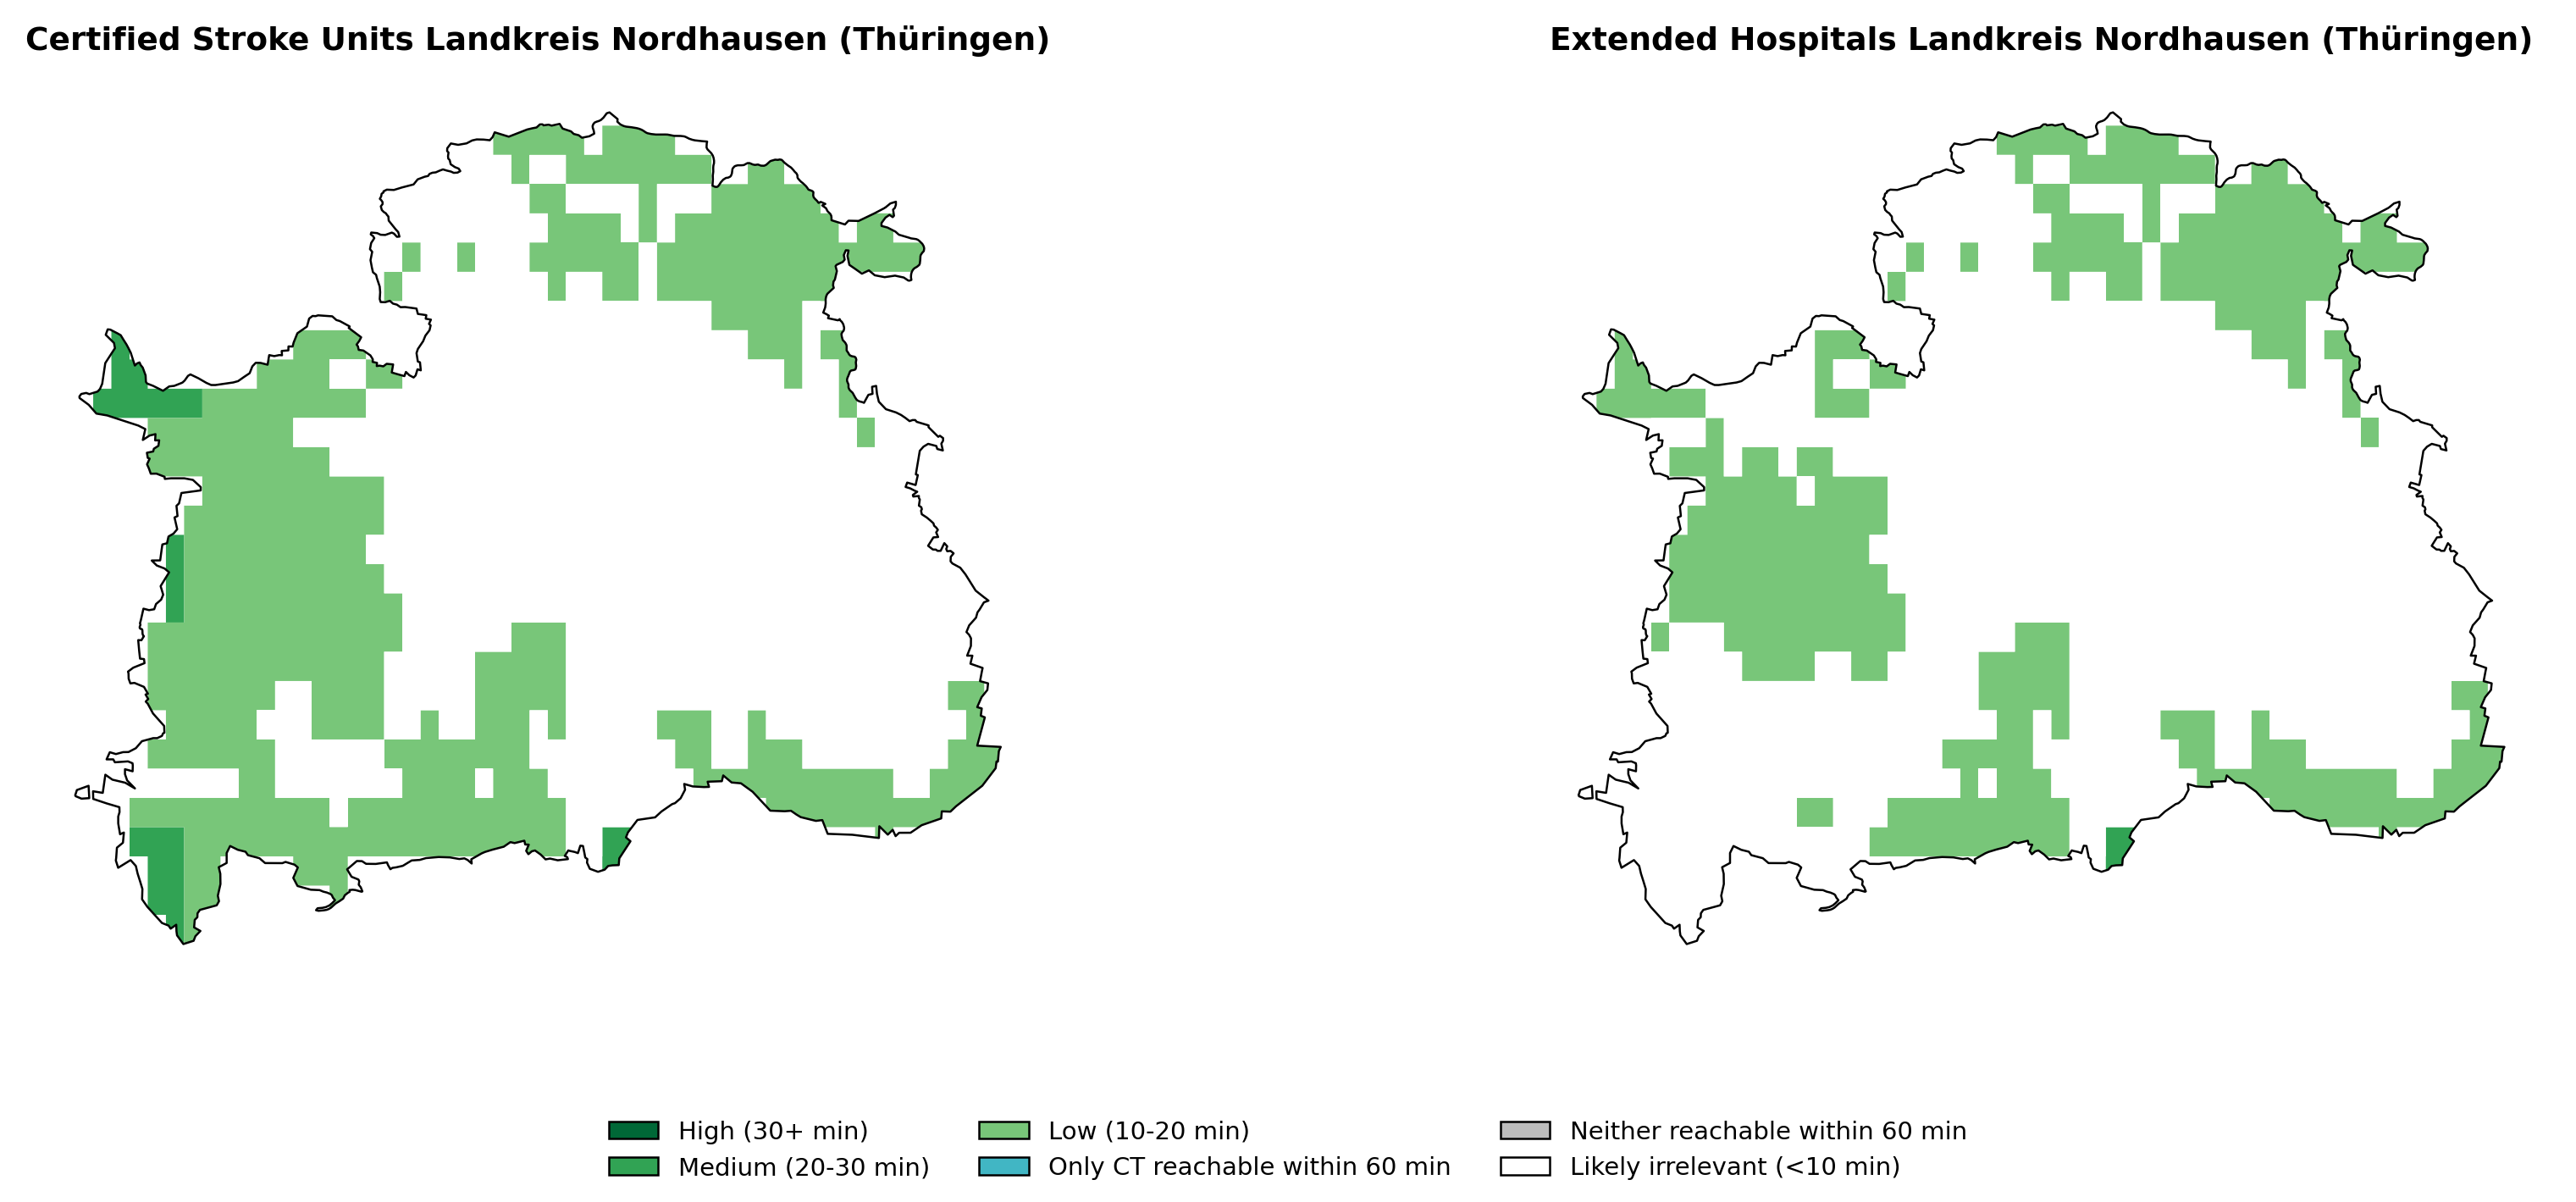 Certified Stroke Units Landkreis Nordhausen (Thüringen)
Extended Hospitals Landkreis Nordhausen (Thüringen)
High (30+ min)
Medium (20-30 min)
Low (10-20 min)
Only CT reachable within 60 min
Neither reachable within 60 min
Likely irrelevant (<10 min)